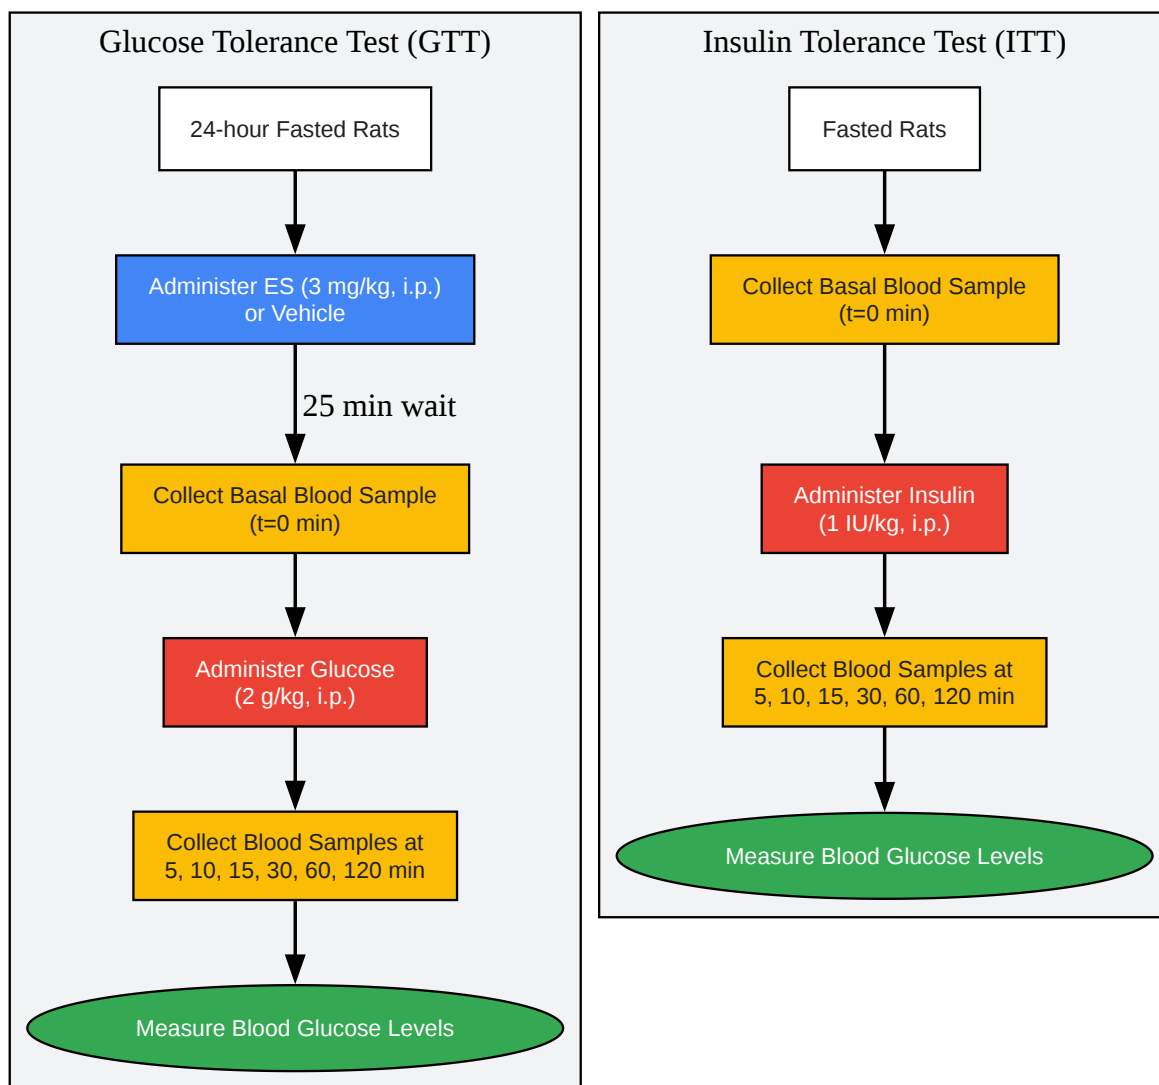 Glucose Tolerance Test (GTT)
24-hour Fasted Rats
Administer ES (3 mg/kg, i.p.)
or Vehicle
25 min wait
Collect Basal Blood Sample
(t=0 min)
Administer Glucose
(2 g/kg, i.p.)
Collect Blood Samples at
5, 10, 15, 30, 60, 120 min
Measure Blood Glucose Levels
Insulin Tolerance Test (ITT)
Fasted Rats
Collect Basal Blood Sample
(t=0 min)
Administer Insulin
(1 IU/kg, i.p.)
Collect Blood Samples at
5, 10, 15, 30, 60, 120 min
Measure Blood Glucose Levels